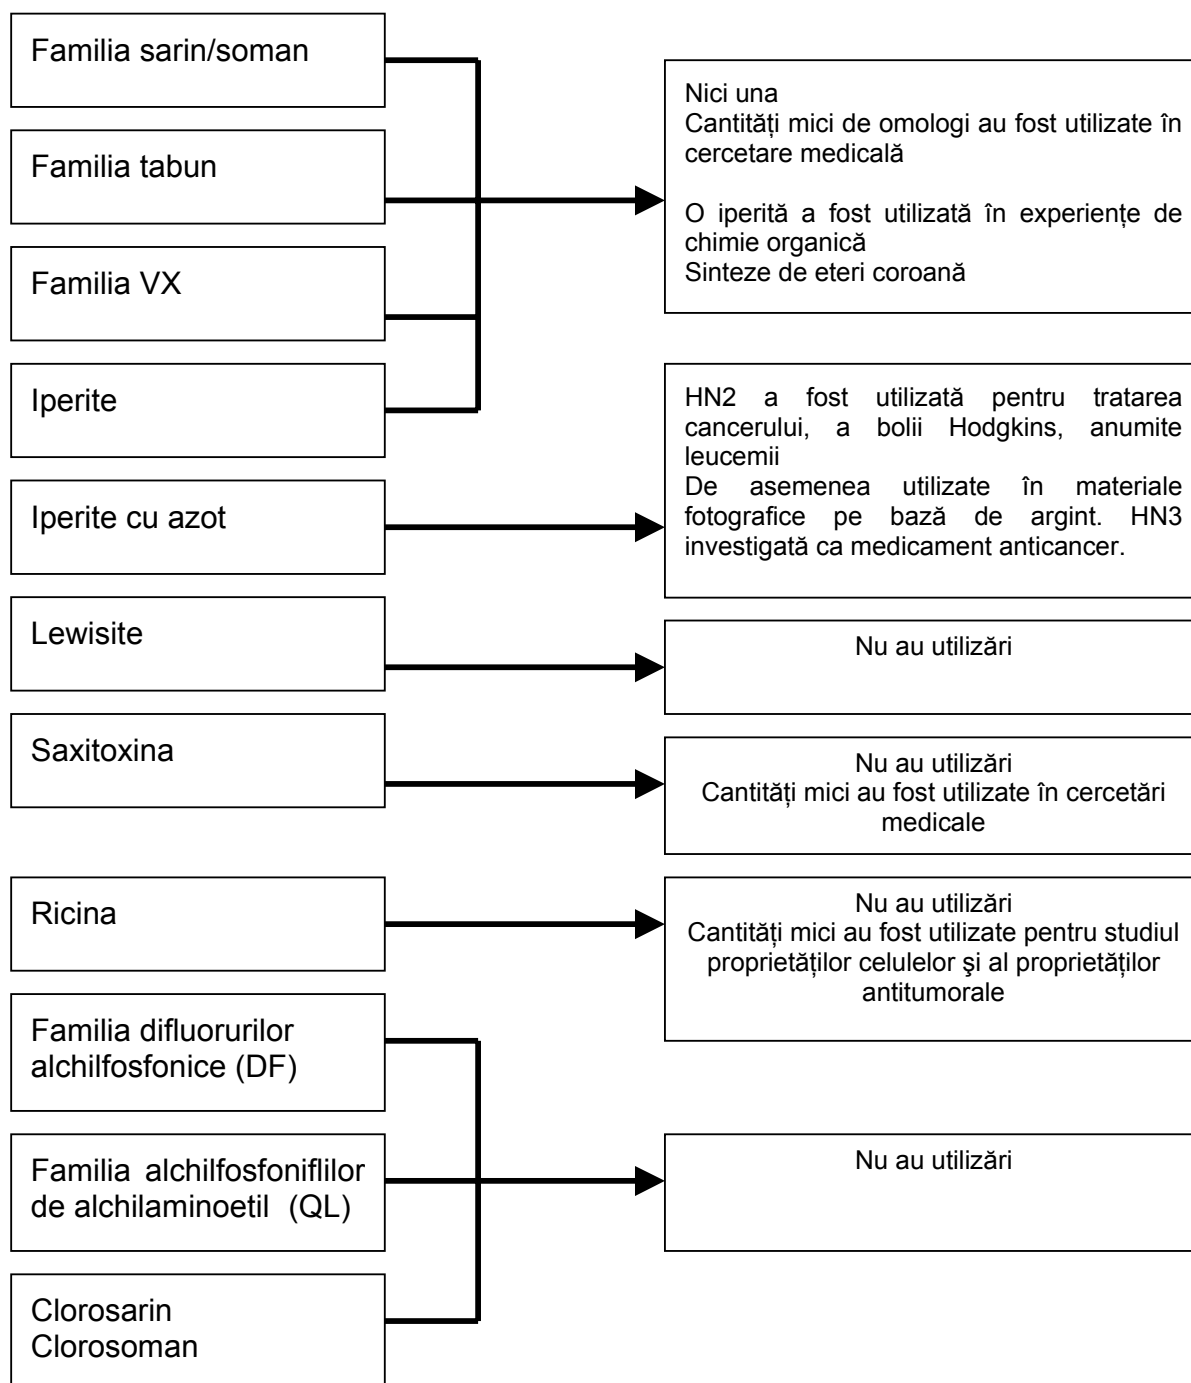 Familia sarin/soman
Familia tabun
Familia VX
Iperite
Nici una
Cantități mici de omologi au fost utilizate în
cercetare medicală
O iperită a fost utilizată în experiențe de
chimie organică
Sinteze de eteri coroană
Iperite cu azot
HN2 a fost utilizată pentru tratarea
cancerului, a bolii Hodgkins, anumite
leucemii
De asemenea utilizate în materiale
fotografice pe bază de argint. HN3
investigată ca medicament anticancer.
Lewisite
Nu au utilizări
Saxitoxina
Nu au utilizări
Cantități mici au fost utilizate în cercetări
medicale
Ricina
Nu au utilizări
Cantități mici au fost utilizate pentru studiul
proprietăților celulelor şi al proprietăților
antitumorale
Familia difluorurilor
alchilfosfonice (DF)
Familia alchilfosfoniflilor
de alchilaminoetil (QL)
Clorosarin
Clorosoman
Nu au utilizări